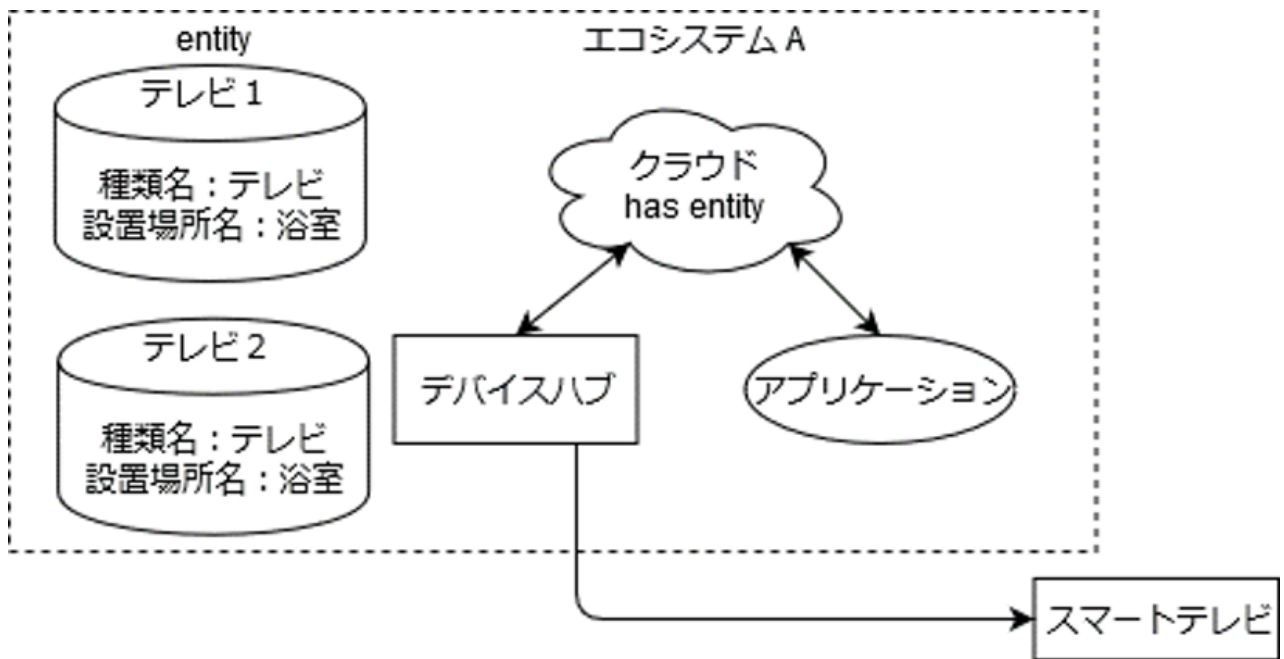 entity
エコシステムA
テレビ1
種類名：テレビ
設置場所名：浴室
クラウド
has entity
テレビ2
種類名：テレビ
設置場所名：浴室
デバイスハブ
アプリケーション
スマートテレビ